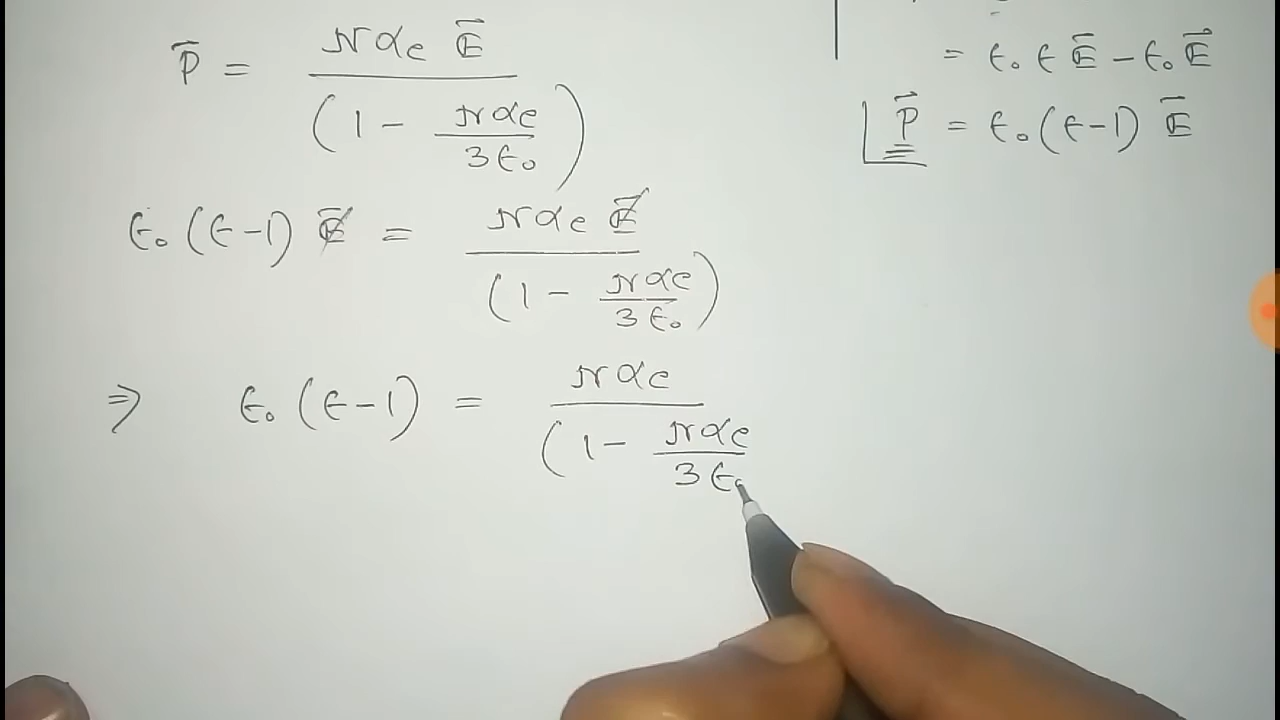 P̄ = Nαe Ē / (1 - Nαe / 3ϵ₀)
ϵ₀(ϵ-1) Ē = Nαe Ē / (1 - Nαe / 3ϵ₀)
⇒ ϵ₀(ϵ-1) = Nαe / (1 - Nαe / 3ϵ₀
= ϵ₀ ϵ Ē - ϵ₀ Ē
P̄ = ϵ₀(ϵ-1) Ē